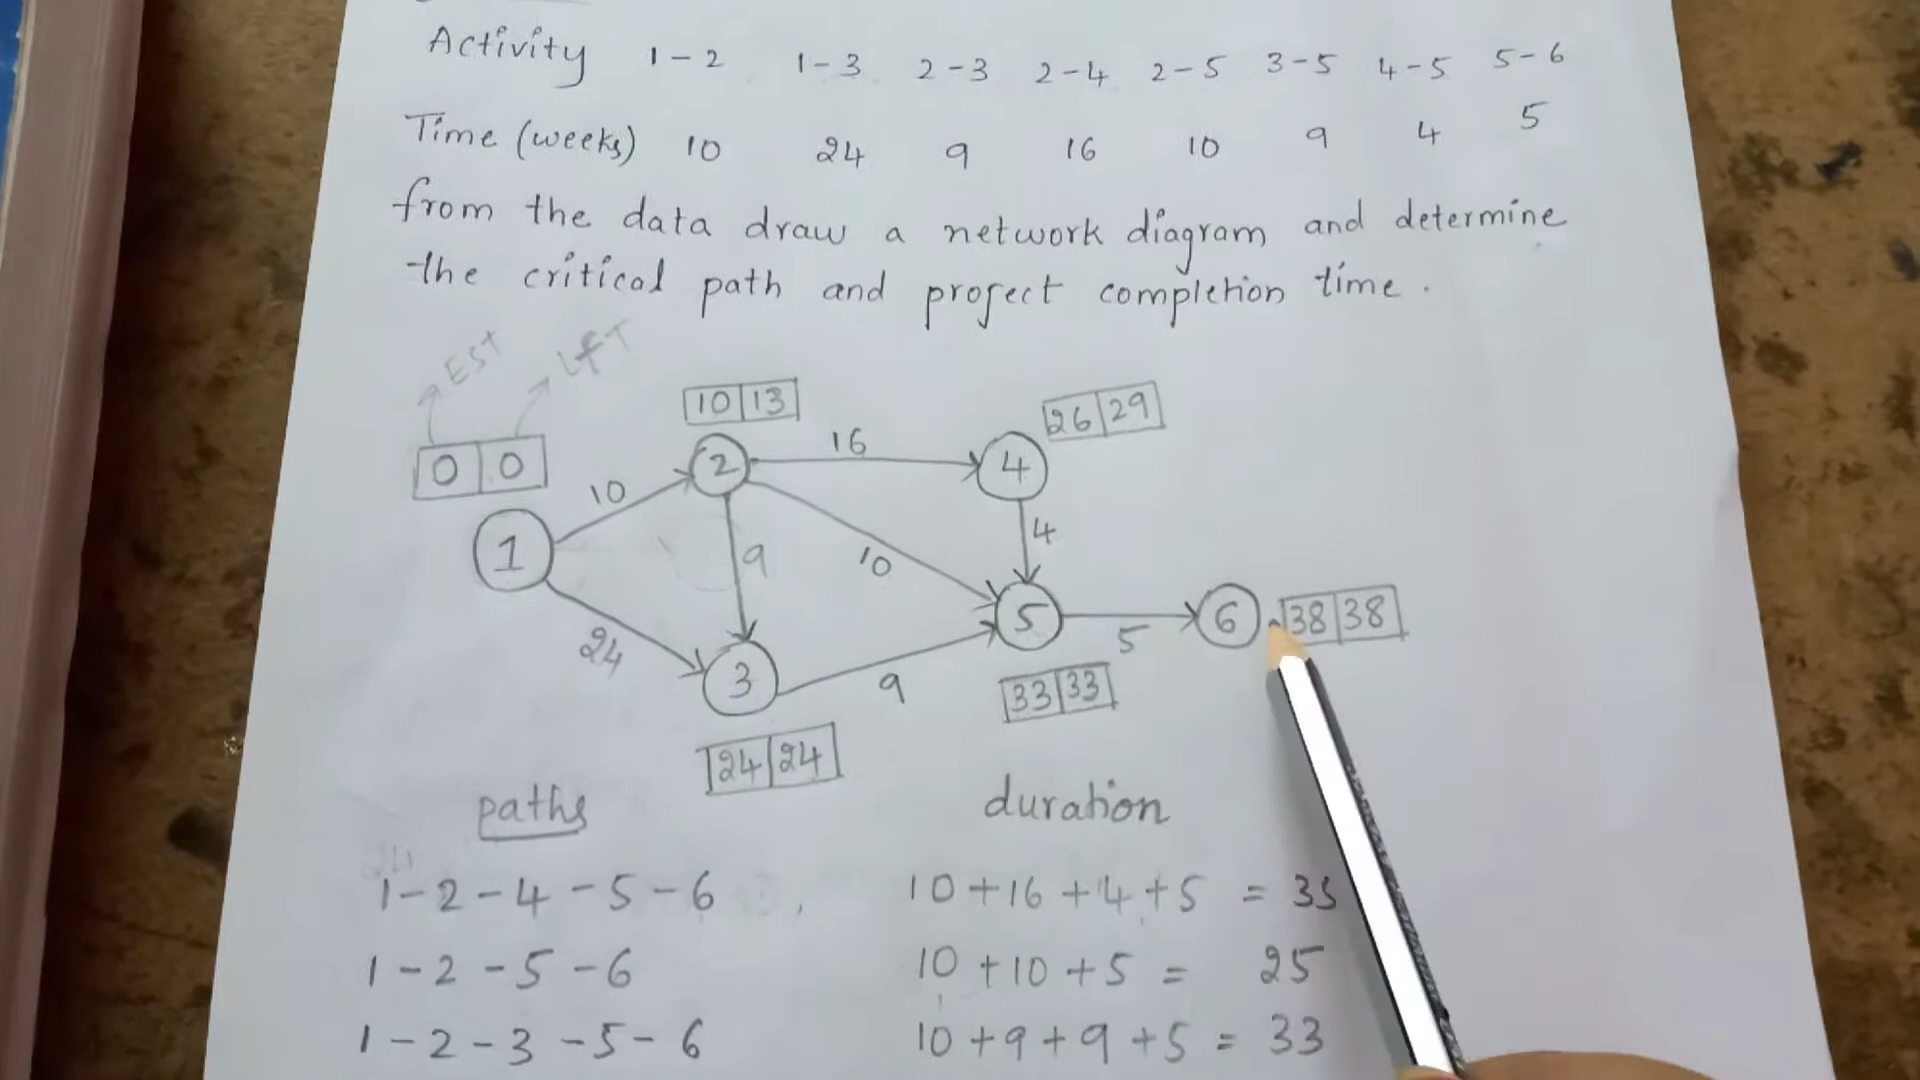 Activity 1-2 1-3 2-3 2-4 2-5 3-5 4-5 5-6
Time (weeks) 10 24 9 16 10 9 4 5
from the data draw a network diagram and determine
the critical path and project completion time.
EST LFT
0 0
10 13
26 29
1
2
4
3
5
6
10
16
24
9
10
4
9
5
38 38
33 33
24 24
paths duration
1-2-4-5-6 10+16+4+5 = 35
1-2-5-6 10+10+5 = 25
1-2-3-5-6 10+9+9+5 = 33